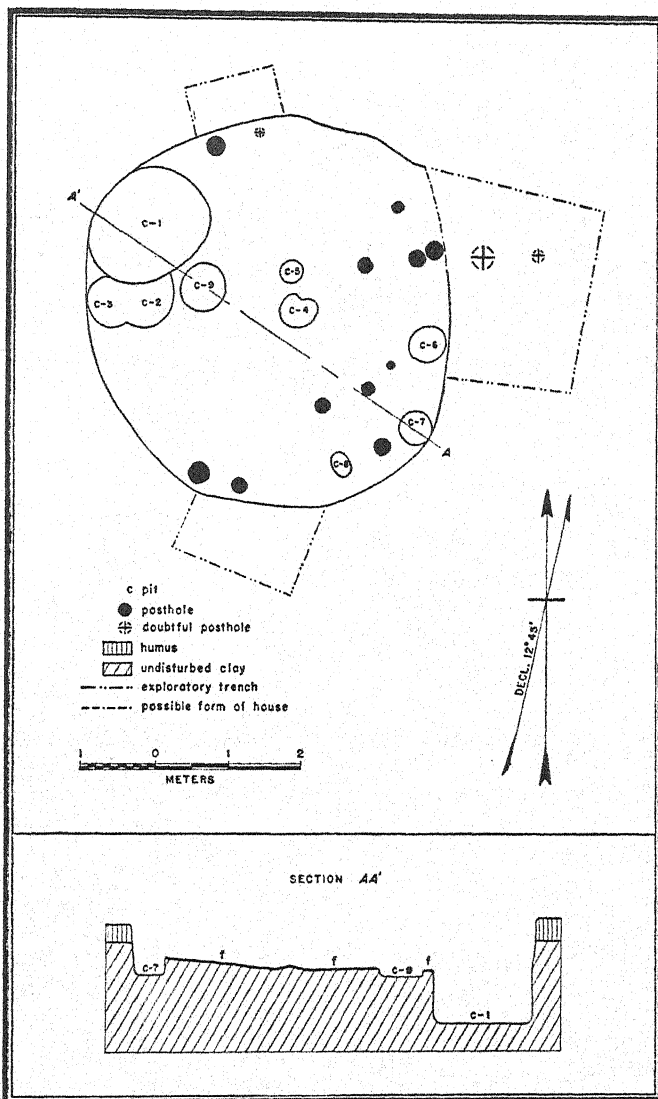 A'
C-1
C-3
C-2
C-9
C-5
C-4
C-6
C-7
C-8
A
c pit
posthole
doubtful posthole
humus
undisturbed clay
exploratory trench
possible form of house
1 0 1 2
METERS
DECL. 12° 45'
SECTION AA'
C-7
f
f
C-9
f
C-1